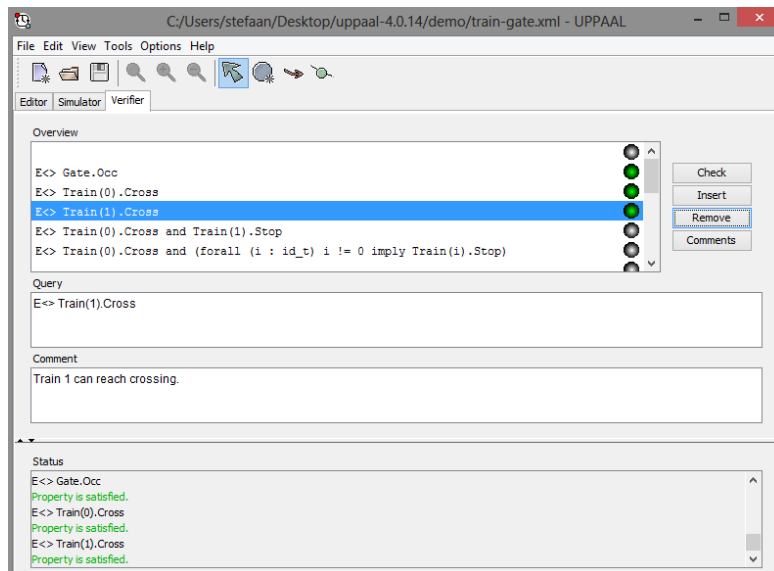 C:/Users/stefaan/Desktop/uppaal-4.0.14/demo/train-gate.xml - UPPAAL
File Edit View Tools Options Help
Editor Simulator Verifier
Overview
E<> Gate.Occ
E<> Train(0).Cross
E<> Train(1).Cross
E<> Train(0).Cross and Train(1).Stop
E<> Train(0).Cross and (forall (i : id_t) i != 0 imply Train(i).Stop)
Check
Insert
Remove
Comments
Query
E<> Train(1).Cross
Comment
Train 1 can reach crossing.
Status
E<> Gate.Occ
Property is satisfied.
E<> Train(0).Cross
Property is satisfied.
E<> Train(1).Cross
Property is satisfied.